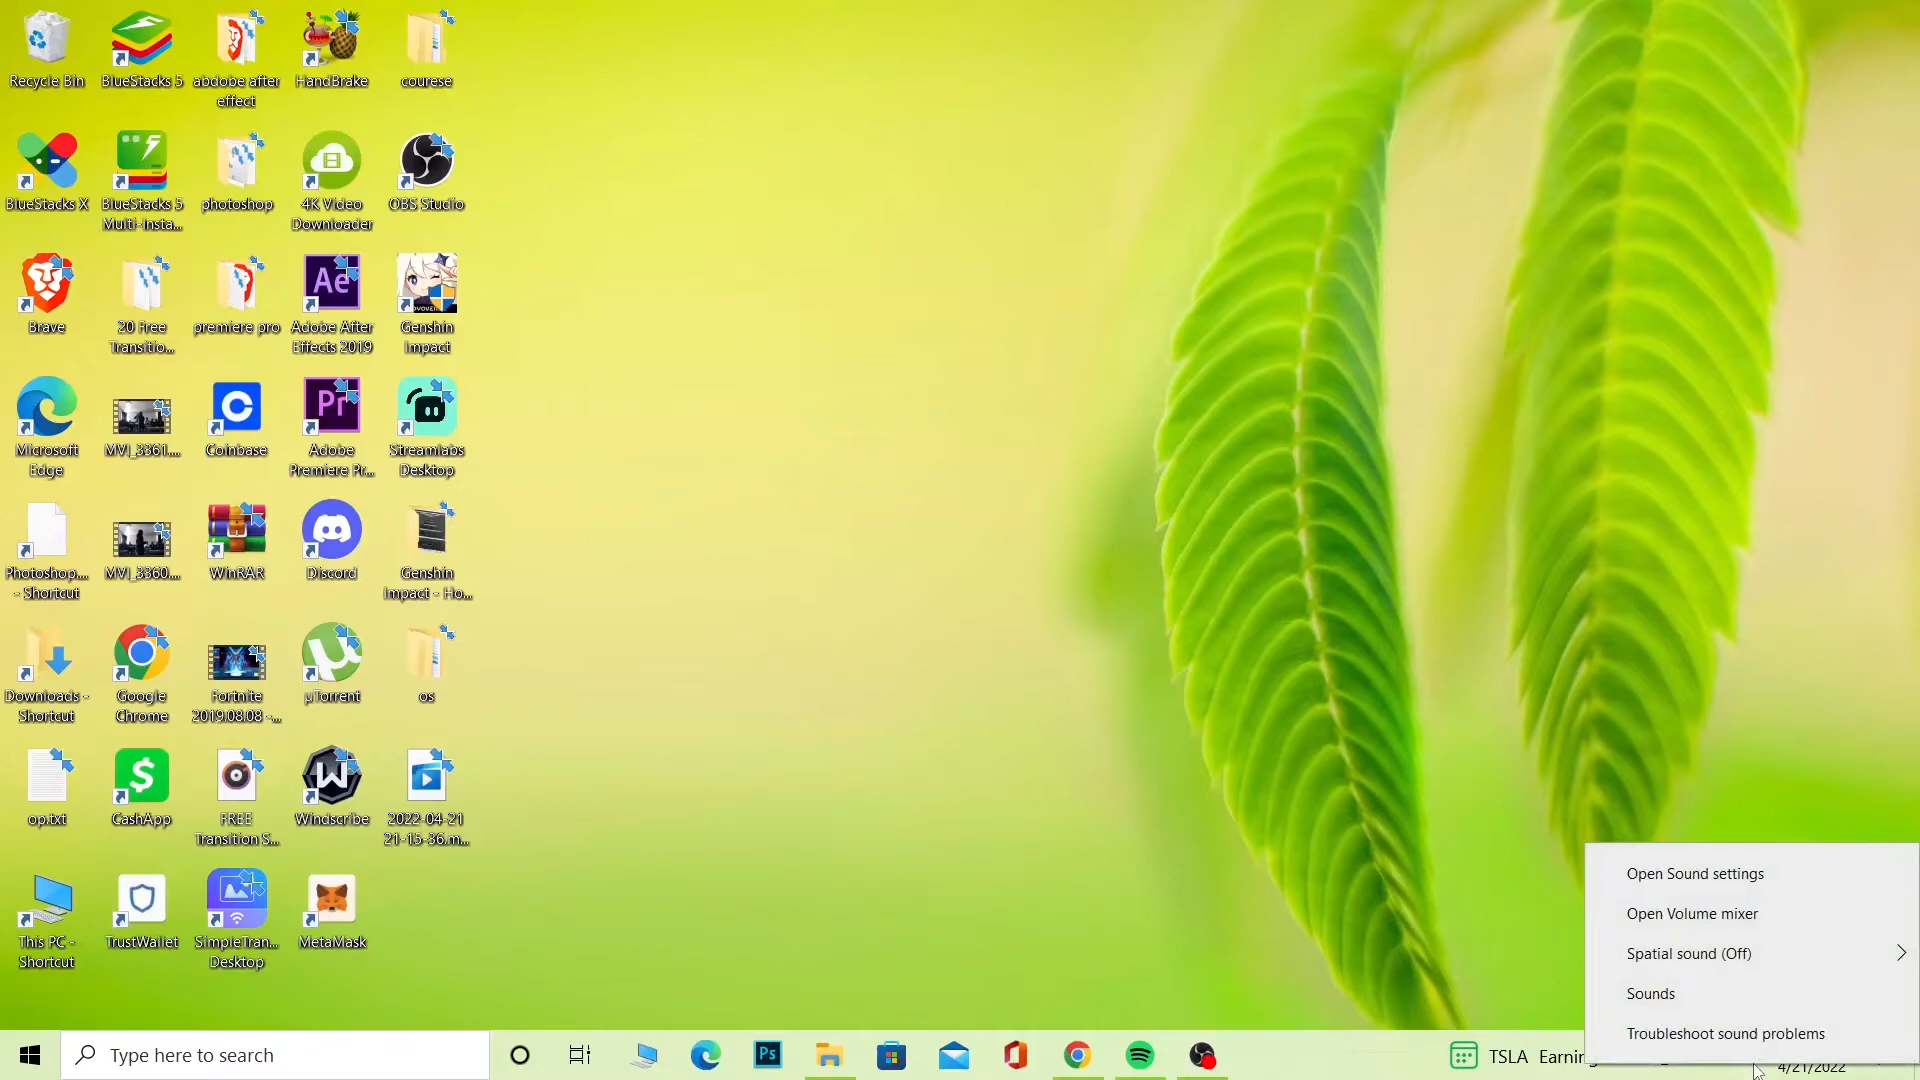 Recycle Bin
BlueStacks 5
abdobe after
effect
HandBrake
courese
BlueStacks X
BlueStacks 5
Multi-Insta...
photoshop
4K Video
Downloader
OBS Studio
Brave
20 Free
Transitio...
premiere pro
Ae
Adobe After
Effects 2019
Genshin
Impact
Microsoft
Edge
MVI_3361....
Coinbase
Pr
Adobe
Premiere Pr...
Streamlabs
Desktop
Photoshop....
- Shortcut
MVI_3360....
WinRAR
Discord
Genshin
Impact - Ho...
Downloads -
Shortcut
Google
Chrome
Fortnite
2019.08.08 -...
µTorrent
os
op.txt
CashApp
FREE
Transition S...
Windscribe
2022-04-21
21-15-36.m...
This PC -
Shortcut
TrustWallet
SimpleTran...
Desktop
MetaMask
Open Sound settings
Open Volume mixer
Spatial sound (Off)
Sounds
Troubleshoot sound problems
Type here to search
Ps
TSLA Earnin
4/21/2022